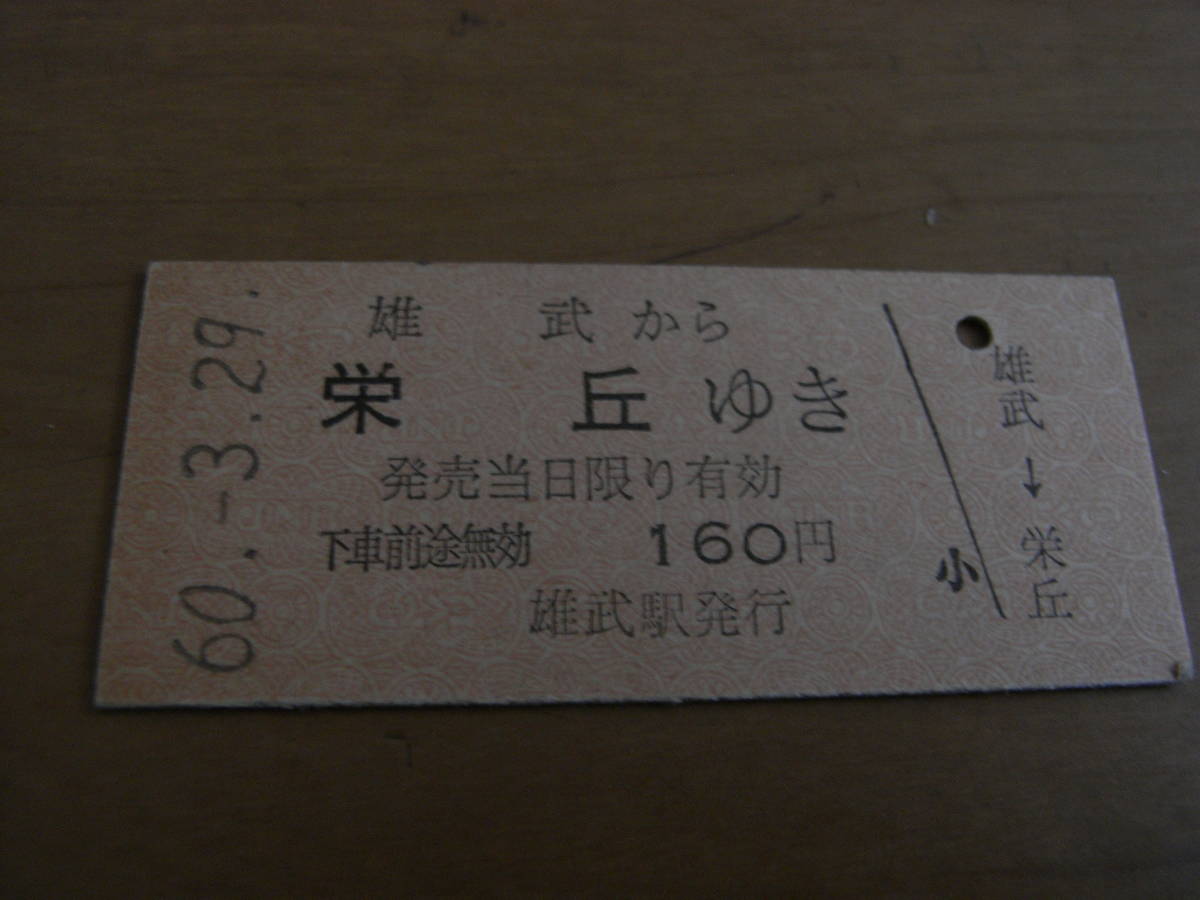 60.-3.29.
雄 武 から
栄 丘 ゆき
発売当日限り有効
下車前途無効 160円
雄武駅発行
小
雄武→栄丘